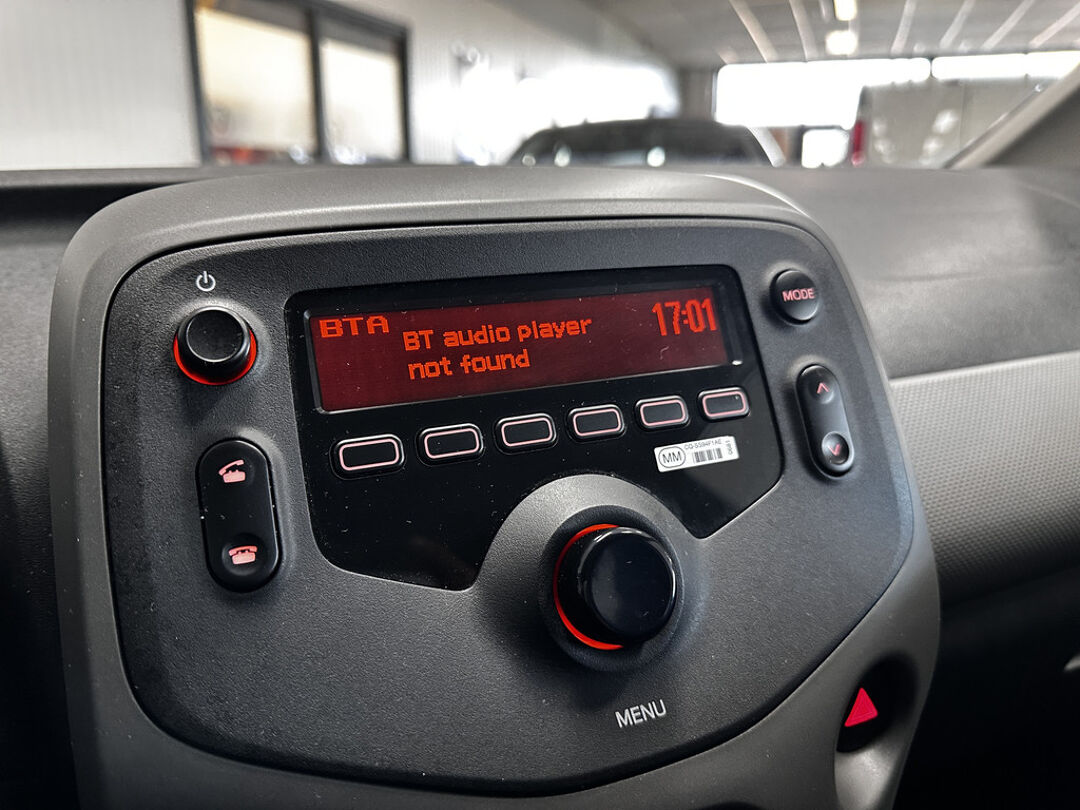 BTA
BT audio player
not found
17:01
MODE
MM
MENU